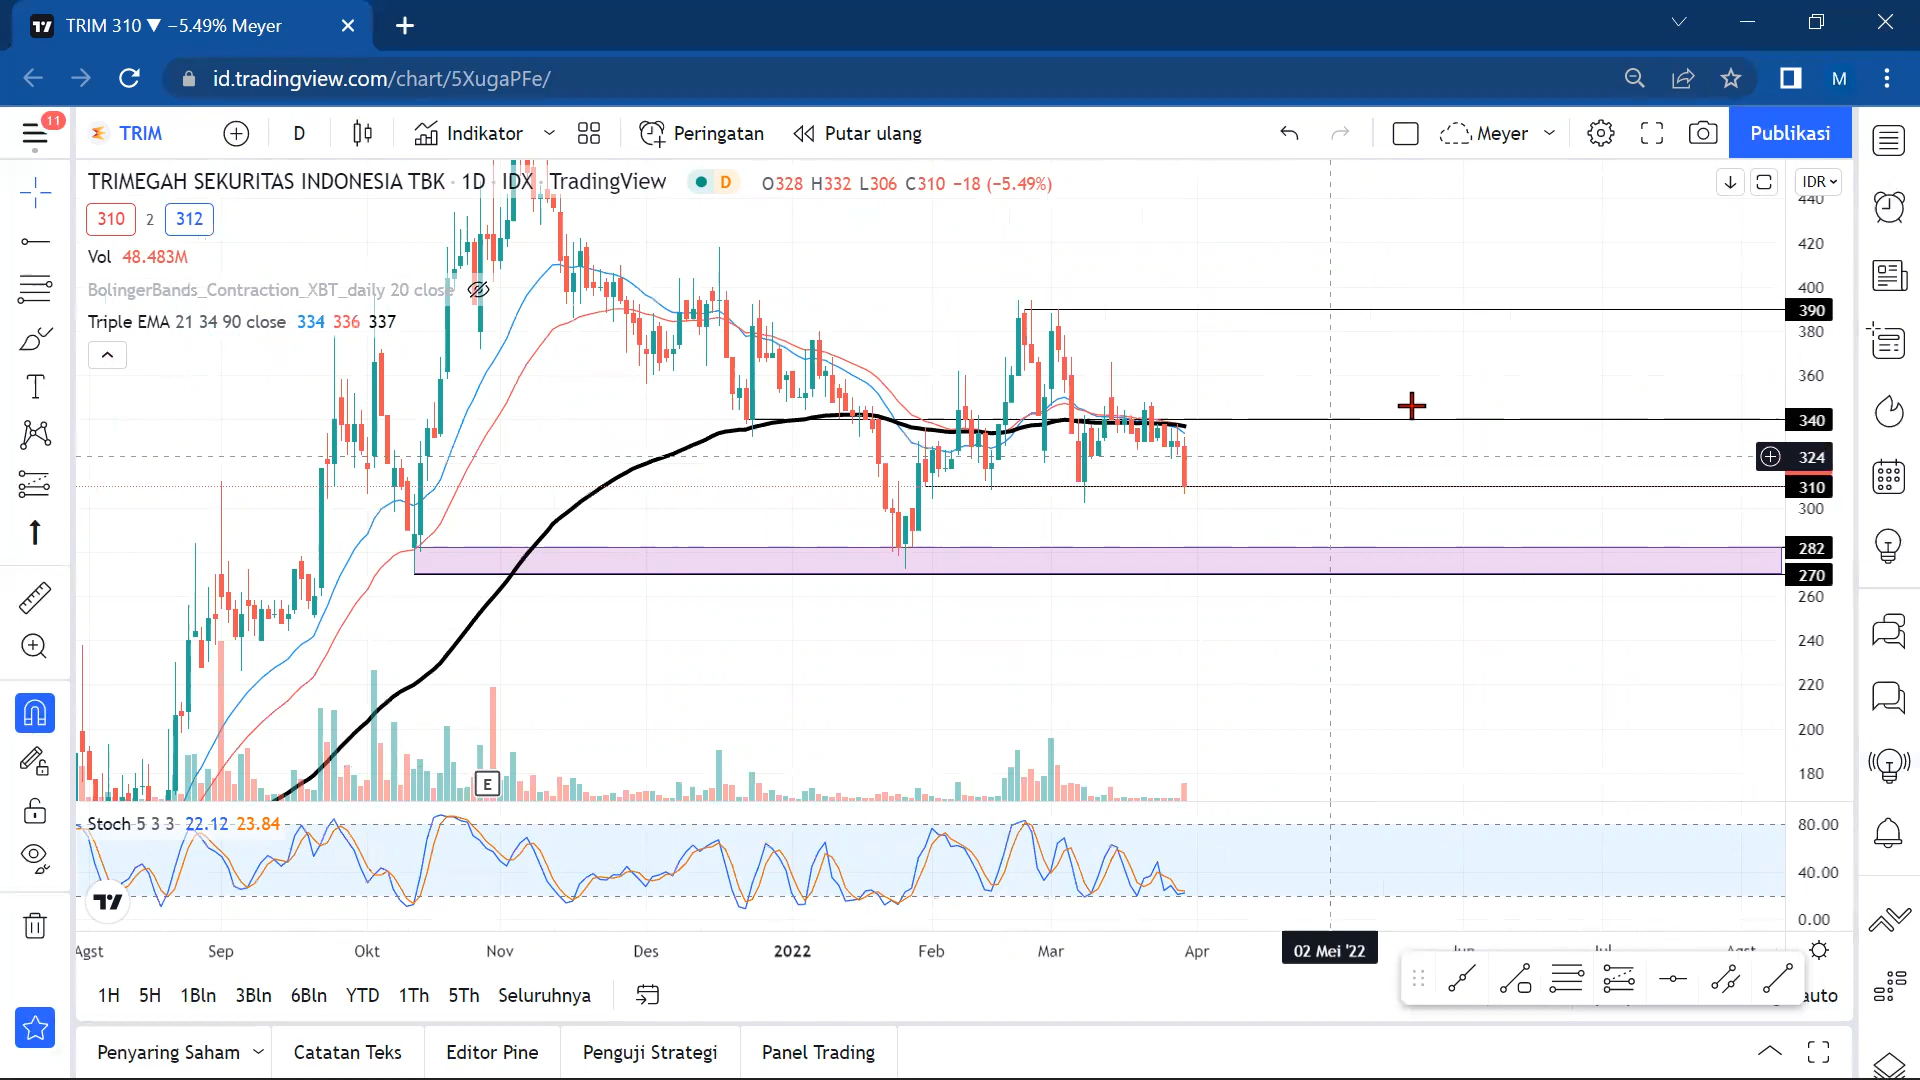 TRIM 310 ▼ −5.49% Meyer
id.tradingview.com/chart/5XugaPFe/
M
11
TRIM
D
Indikator
Peringatan
Putar ulang
Meyer
Publikasi
TRIMEGAH SEKURITAS INDONESIA TBK · 1D · IDX · TradingView
D
O328 H332 L306 C310 −18 (−5.49%)
IDR
310 2 312
Vol 48.483M
BolingerBands_Contraction_XBT_daily 20 close
Triple EMA 21 34 90 close 334 336 337
440
420
400
390
380
360
340
324
310
300
282
270
260
240
220
200
180
E
Stoch 5 3 3 22.12 23.84
80.00
40.00
0.00
Agst Sep Okt Nov Des 2022 Feb Mar Apr 02 Mei '22
1H 5H 1Bln 3Bln 6Bln YTD 1Th 5Th Seluruhnya
auto
Penyaring Saham Catatan Teks Editor Pine Penguji Strategi Panel Trading